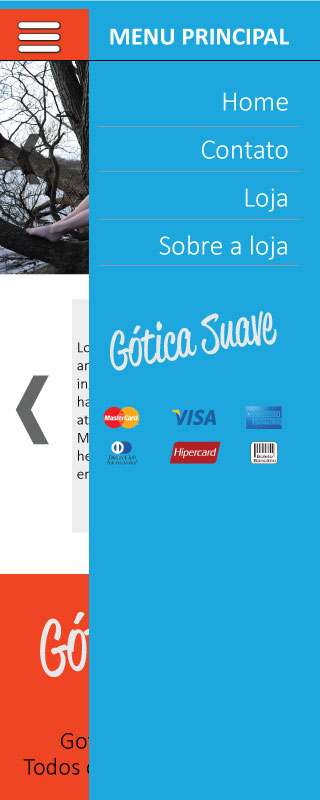 MENU PRINCIPAL
Home
Contato
Loja
Sobre a loja
Gótica Suave
MasterCard
VISA
AMERICAN EXPRESS
Diners Club
International
Hipercard
Boleto
Bancário
Lo
ar
in
ha
at
M
he
er
Gó
Got
Todos